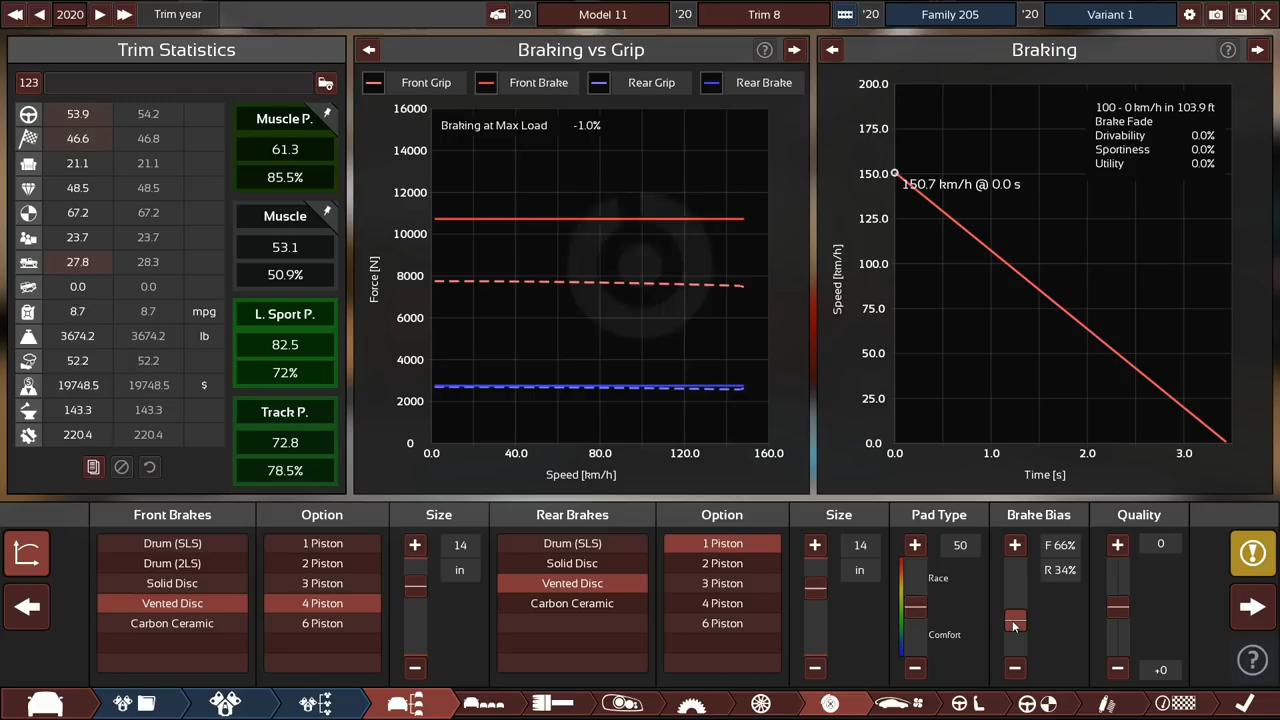 2020
Trim year
'20
Model 11
'20
Trim 8
'20
Family 205
'20
Variant 1
Trim Statistics
123
53.9 54.2
46.6 46.8
21.1 21.1
48.5 48.5
67.2 67.2
23.7 23.7
27.8 28.3
0.0 0.0
8.7 8.7 mpg
3674.2 3674.2 lb
52.2 52.2
19748.5 19748.5 $
143.3 143.3
220.4 220.4
Muscle P.
61.3
85.5%
Muscle
53.1
50.9%
L. Sport P.
82.5
72%
Track P.
72.8
78.5%
Braking vs Grip
?
Front Grip
Front Brake
Rear Grip
Rear Brake
Braking at Max Load -1.0%
16000
14000
12000
10000
8000
6000
4000
2000
0
Force [N]
0.0 40.0 80.0 120.0 160.0
Speed [km/h]
Braking
?
100 - 0 km/h in 103.9 ft
Brake Fade
Drivability 0.0%
Sportiness 0.0%
Utility 0.0%
150.7 km/h @ 0.0 s
200.0
175.0
150.0
125.0
100.0
75.0
50.0
25.0
0.0
Speed [km/h]
0.0 1.0 2.0 3.0
Time [s]
Front Brakes
Drum (SLS)
Drum (2LS)
Solid Disc
Vented Disc
Carbon Ceramic
Option
1 Piston
2 Piston
3 Piston
4 Piston
6 Piston
Size
+
14
in
−
Rear Brakes
Drum (SLS)
Solid Disc
Vented Disc
Carbon Ceramic
Option
1 Piston
2 Piston
3 Piston
4 Piston
6 Piston
Size
+
14
in
−
Pad Type
+
50
Race
Comfort
−
Brake Bias
+
F 66%
R 34%
−
Quality
+
0
−
+0
!
?